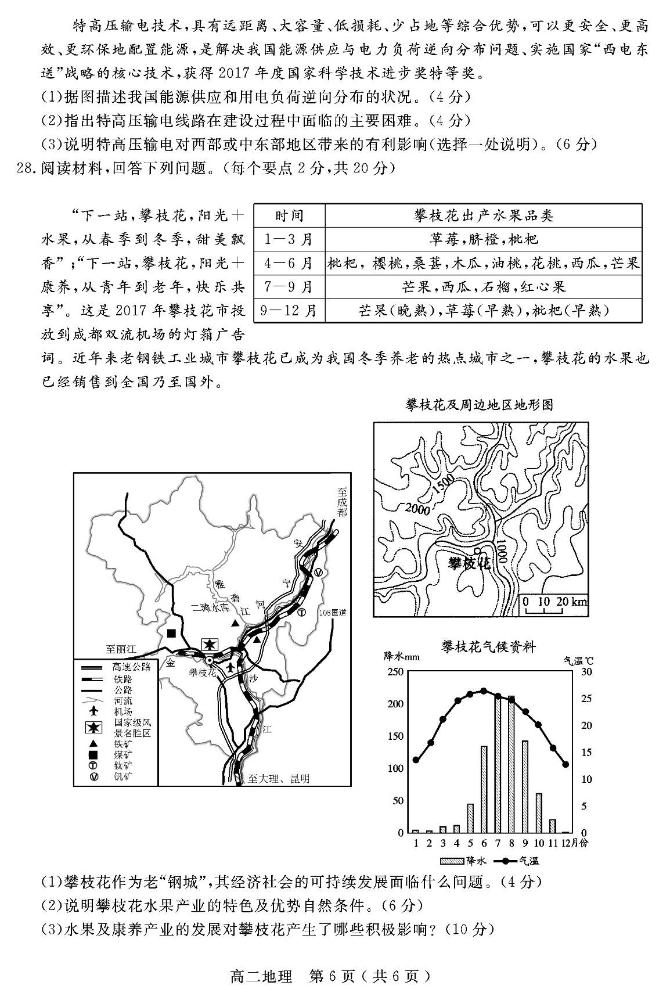 特高压输电技术,具有远距离、大容量、低损耗、少占地等综合优势,可以更安全、更高
效、更环保地配置能源,是解决我国能源供应与电力负荷逆向分布问题、实施国家“西电东
送”战略的核心技术,获得 2017 年度国家科学技术进步奖特等奖。
(1)据图描述我国能源供应和用电负荷逆向分布的状况。(4 分)
(2)指出特高压输电线路在建设过程中面临的主要困难。(4 分)
(3)说明特高压输电对西部或中东部地区带来的有利影响(选择一处说明)。(6 分)
28. 阅读材料,回答下列问题。(每个要点 2 分,共 20 分)
“下一站,攀枝花,阳光＋
水果,从春季到冬季,甜美飘
香”;“下一站,攀枝花,阳光＋
康养,从青年到老年,快乐共
享”。这是 2017 年攀枝花市投
放到成都双流机场的灯箱广告
词。近年来老钢铁工业城市攀枝花已成为我国冬季养老的热点城市之一,攀枝花的水果也
已经销售到全国乃至国外。
时间 攀枝花出产水果品类
1－3 月 草莓,脐橙,枇杷
4－6 月 枇杷, 樱桃,桑葚,木瓜,油桃,花桃,西瓜,芒果
7－9 月 芒果,西瓜,石榴,红心果
9－12 月 芒果(晚熟),草莓(早熟),枇杷(早熟)
攀枝花及周边地区地形图
1500
2000
1000
攀枝花
0 10 20 km
至成都
安
宁
河
雅
砻
江
二滩水库
108国道
至丽江
金
攀枝花
沙
江
至大理、昆明
高速公路
铁路
公路
河流
机场
国家级风
景名胜区
铁矿
煤矿
T 钛矿
V 钒矿
攀枝花气候资料
降水mm
气温℃
250 30
200 25
150 20
100 15
50 10
0 5
0
1 2 3 4 5 6 7 8 9 10 11 12月份
降水 气温
(1)攀枝花作为老“钢城”,其经济社会的可持续发展面临什么问题。(4 分)
(2)说明攀枝花水果产业的特色及优势自然条件。(6 分)
(3)水果及康养产业的发展对攀枝花产生了哪些积极影响? (10 分)
高二地理 第 6 页 ( 共 6 页 )